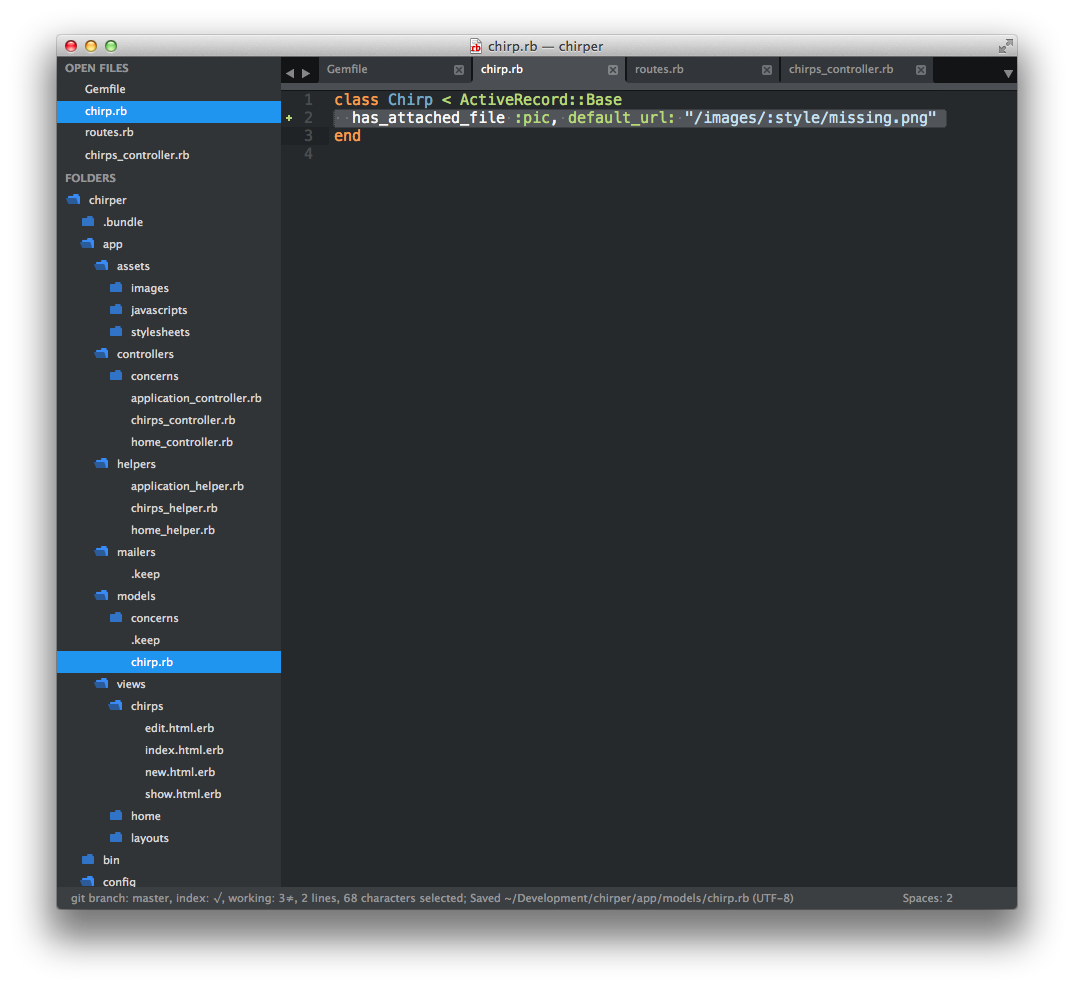 chirp.rb — chirper
OPEN FILES
Gemfile
chirp.rb
routes.rb
chirps_controller.rb
FOLDERS
chirper
.bundle
app
assets
images
javascripts
stylesheets
controllers
concerns
application_controller.rb
chirps_controller.rb
home_controller.rb
helpers
application_helper.rb
chirps_helper.rb
home_helper.rb
mailers
.keep
models
concerns
.keep
chirp.rb
views
chirps
edit.html.erb
index.html.erb
new.html.erb
show.html.erb
home
layouts
bin
config
Gemfile chirp.rb routes.rb chirps_controller.rb
1 class Chirp < ActiveRecord::Base
2 has_attached_file :pic, default_url: "/images/:style/missing.png"
3 end
4
git branch: master, index: √, working: 3≠, 2 lines, 68 characters selected; Saved ~/Development/chirper/app/models/chirp.rb (UTF-8) Spaces: 2